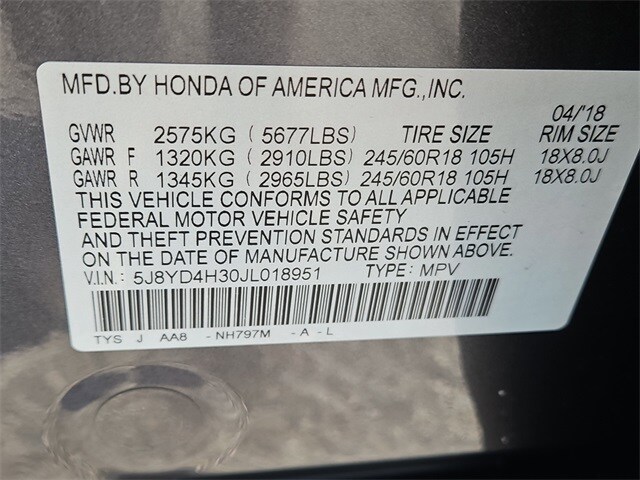 MFD.BY HONDA OF AMERICA MFG.,INC.
04/'18
GVWR 2575KG ( 5677LBS) TIRE SIZE RIM SIZE
GAWR F 1320KG ( 2910LBS) 245/60R18 105H 18X8.0J
GAWR R 1345KG ( 2965LBS) 245/60R18 105H 18X8.0J
THIS VEHICLE CONFORMS TO ALL APPLICABLE
FEDERAL MOTOR VEHICLE SAFETY
AND THEFT PREVENTION STANDARDS IN EFFECT
ON THE DATE OF MANUFACTURE SHOWN ABOVE.
V.I.N.: 5J8YD4H30JL018951 TYPE: MPV
TYS J AA8 - NH797M - A - L